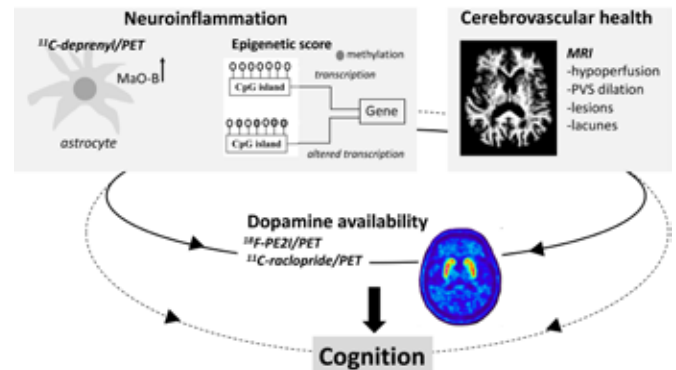 Neuroinflammation
¹¹C-deprenyl/PET
MaO-B
astrocyte
Epigenetic score
methylation
transcription
CpG island
Gene
CpG island
altered transcription
Cerebrovascular health
MRI
-hypoperfusion
-PVS dilation
-lesions
-lacunes
Dopamine availability
¹⁸F-PE2I/PET
¹¹C-raclopride/PET
Cognition